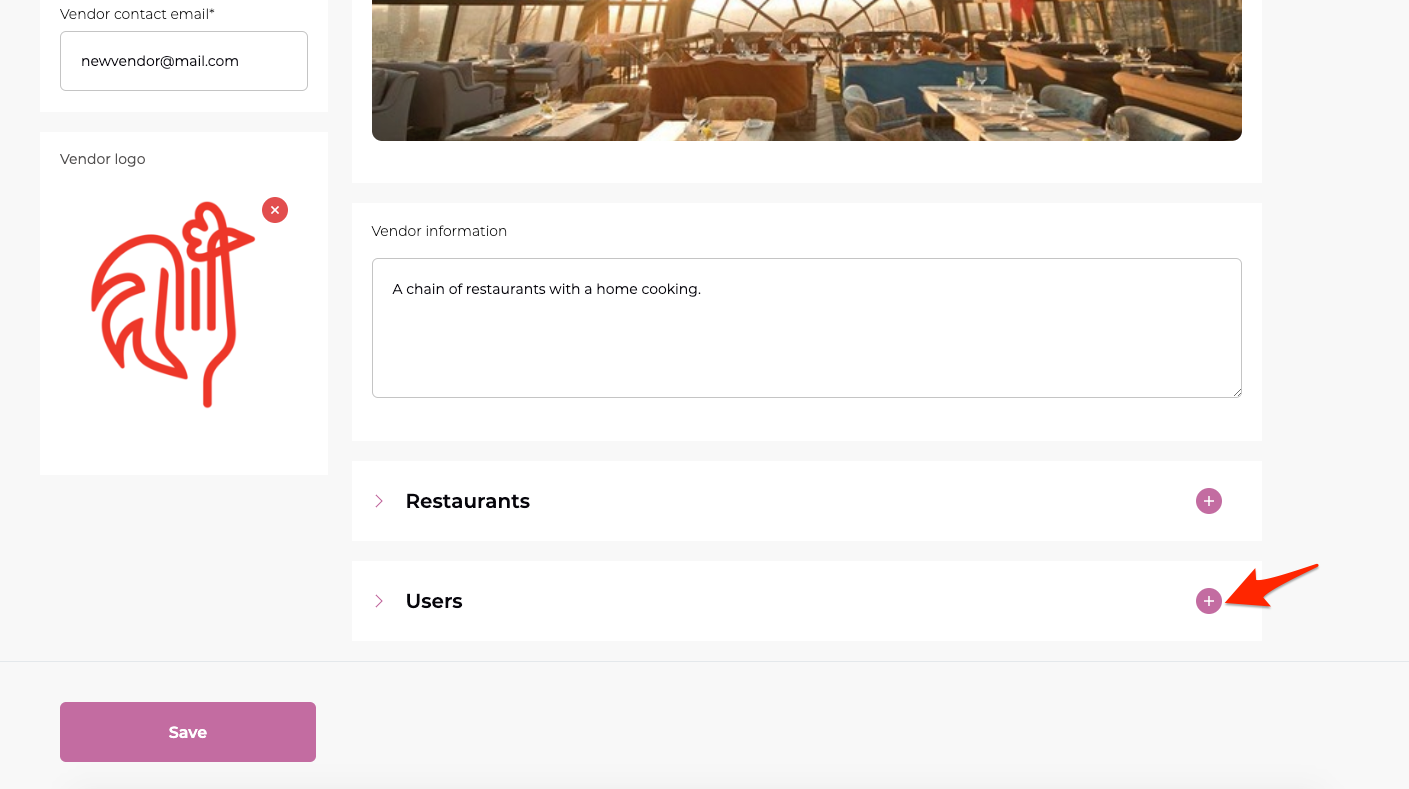 Vendor contact email*
newvendor@mail.com
Vendor logo
Vendor information
A chain of restaurants with a home cooking.
Restaurants
Users
Save